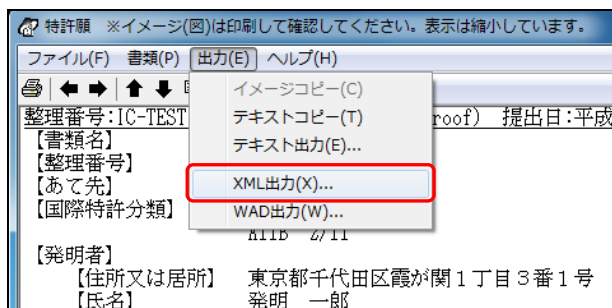 特許願 ※イメージ(図)は印刷して確認してください。表示は縮小しています。
ファイル(F) 書類(P) 出力(E) ヘルプ(H)
イメージコピー(C)
テキストコピー(T)
テキスト出力(E)...
XML出力(X)...
WAD出力(W)...
整理番号:IC-TEST roof) 提出日:平成
【書類名】
【整理番号】
【あて先】
【国際特許分類】
A11B 2/11
【発明者】
【住所又は居所】 東京都千代田区霞が関1丁目3番1号
【氏名】 発明 一郎